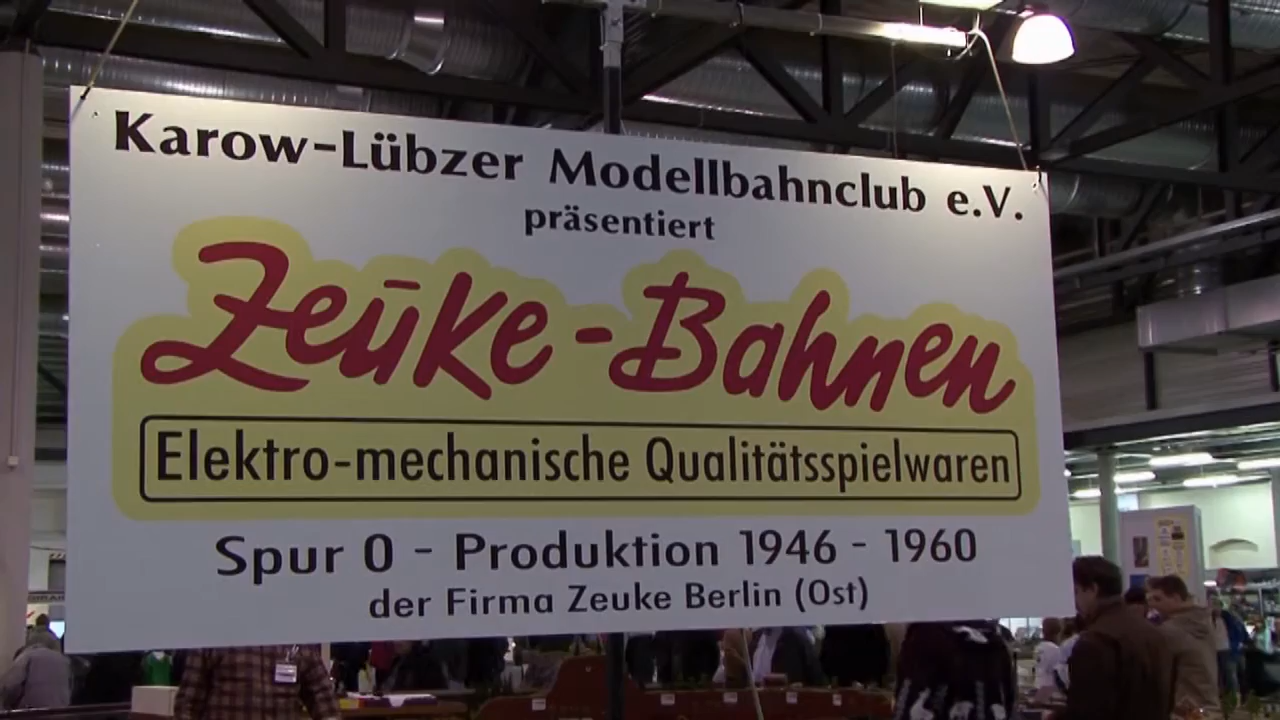 Karow-Lübzer Modellbahnclub e.V.
präsentiert
Zeuke-Bahnen
Elektro-mechanische Qualitätsspielwaren
Spur 0 - Produktion 1946 - 1960
der Firma Zeuke Berlin (Ost)